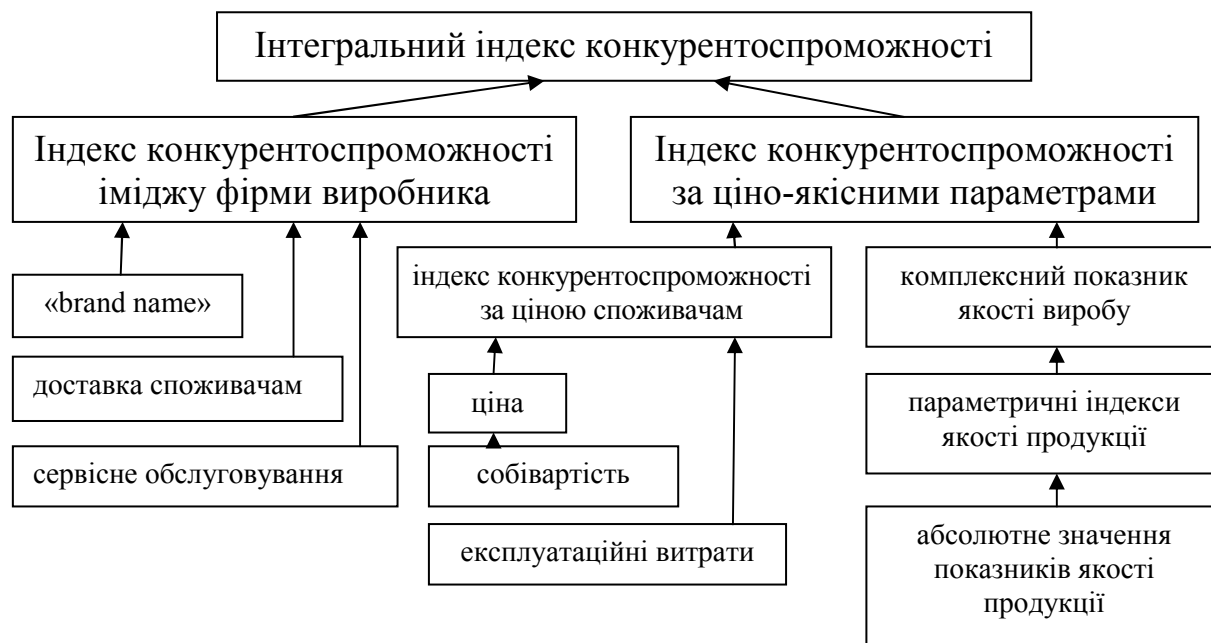 Інтегральний індекс конкурентоспроможності
Індекс конкурентоспроможності
іміджу фірми виробника
Індекс конкурентоспроможності
за ціно-якісними параметрами
«brand name»
індекс конкурентоспроможності
за ціною споживачам
комплексний показник
якості виробу
доставка споживачам
ціна
параметричні індекси
якості продукції
сервісне обслуговування
собівартість
експлуатаційні витрати
абсолютне значення
показників якості
продукції